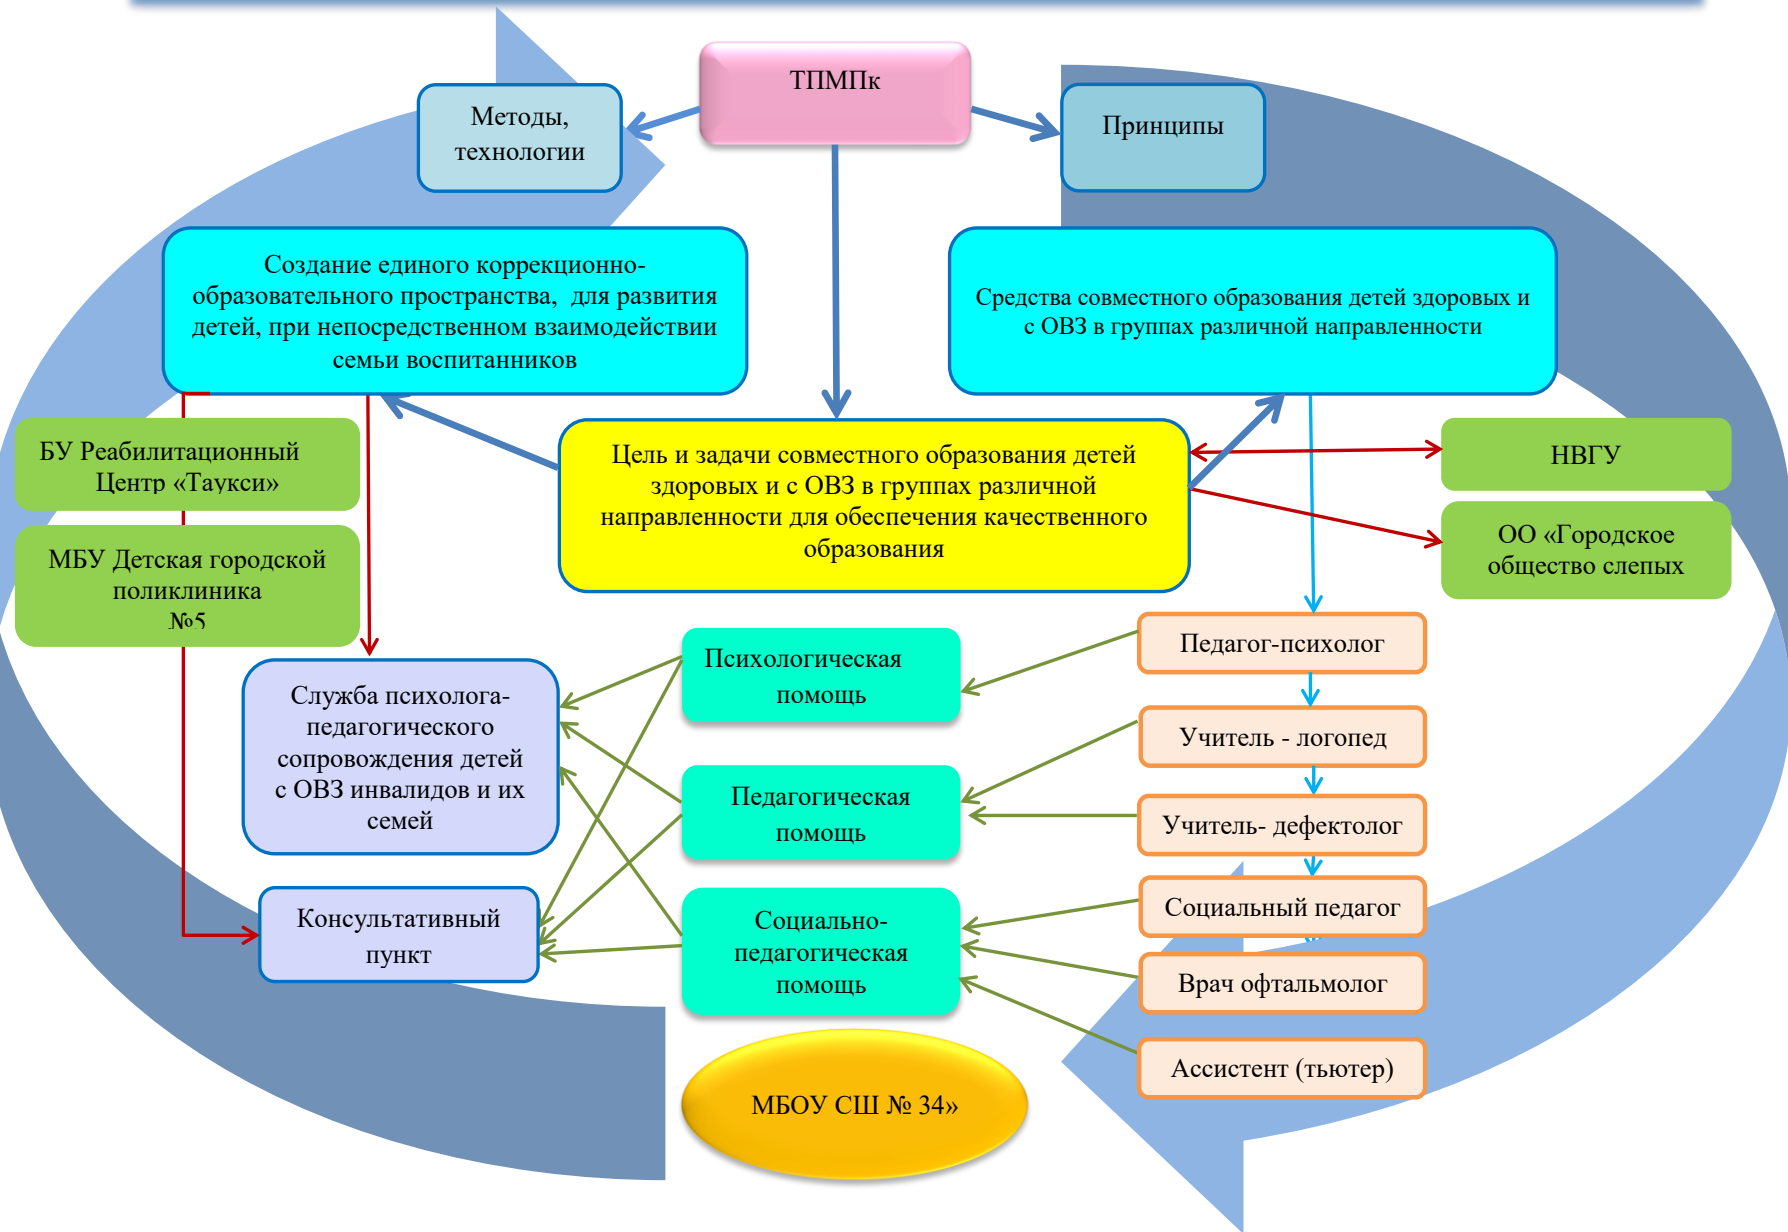 ТПМПк
Методы,
технологии
Принципы
Создание единого коррекционно-
образовательного пространства, для развития
детей, при непосредственном взаимодействии
семьи воспитанников
Средства совместного образования детей здоровых и
с ОВЗ в группах различной направленности
БУ Реабилитационный
Центр «Таукси»
Цель и задачи совместного образования детей
здоровых и с ОВЗ в группах различной
направленности для обеспечения качественного
образования
НВГУ
ОО «Городское
общество слепых
МБУ Детская городской
поликлиника
№5
Психологическая
помощь
Педагог-психолог
Служба психолога-
педагогического
сопровождения детей
с ОВЗ инвалидов и их
семей
Учитель - логопед
Педагогическая
помощь
Учитель- дефектолог
Консультативный
пункт
Социально-
педагогическая
помощь
Социальный педагог
Врач офтальмолог
Ассистент (тьютер)
МБОУ СШ № 34»